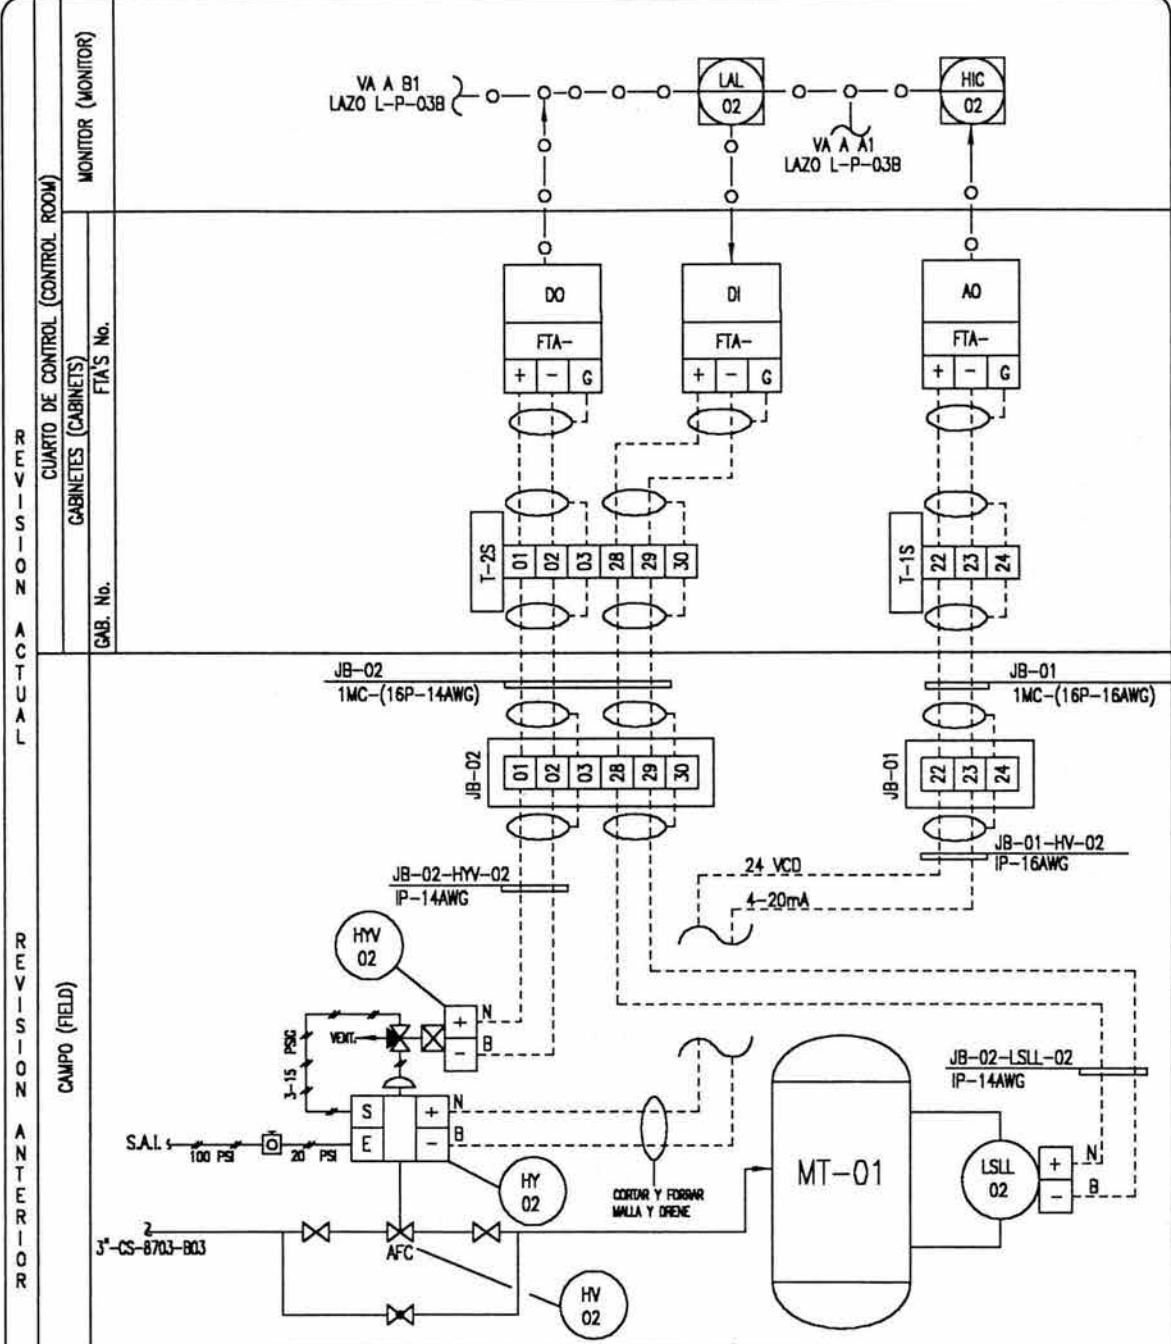 REVISION ACTUAL
REVISION ANTERIOR
CUARTO DE CONTROL (CONTROL ROOM)
MONITOR (MONITOR)
GABINETES (CABINETS)
FTA'S No.
GAB. No.
CAMPO (FIELD)
VA A B1
LAZO L-P-03B
LAL
02
HIC
02
VA A A1
LAZO L-P-03B
DO
FTA-
+ - G
DI
FTA-
+ - G
AO
FTA-
+ - G
T-2S
01 02 03 28 29 30
T-1S
22 23 24
JB-02
1MC-(16P-14AWG)
JB-01
1MC-(16P-16AWG)
JB-02
01 02 03 28 29 30
JB-01
22 23 24
JB-02-HYV-02
IP-14AWG
24 VCD
4-20mA
JB-01-HV-02
IP-16AWG
HYV
02
+ N
- B
VENT.
3-15 PSIG
S + N
E - B
S.A.I.
100 PSI
20 PSI
HY
02
CORTAR Y FORRAR
MALLA Y DRENE
MT-01
JB-02-LSLL-02
IP-14AWG
LSLL
02
+ N
- B
3"-CS-8703-B03
AFC
HV
02